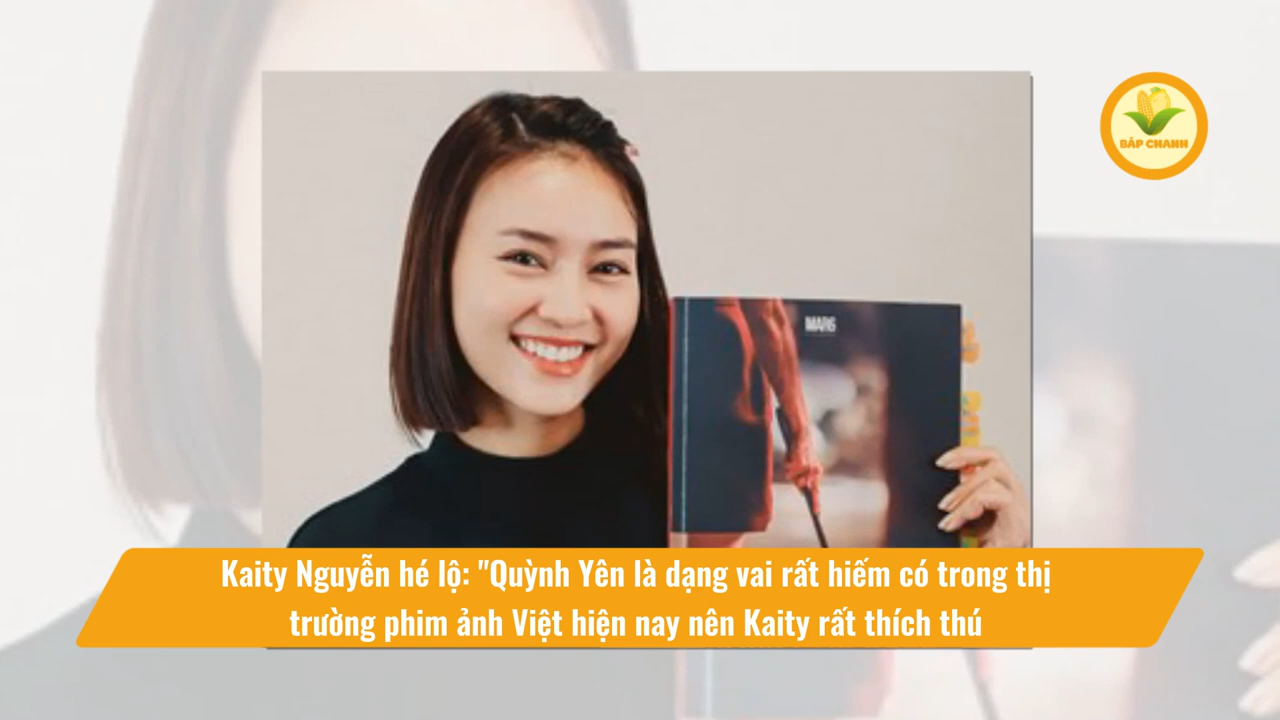 BẮP CHANH
Kaity Nguyễn hé lộ: "Quỳnh Yên là dạng vai rất hiếm có trong thị
trường phim ảnh Việt hiện nay nên Kaity rất thích thú